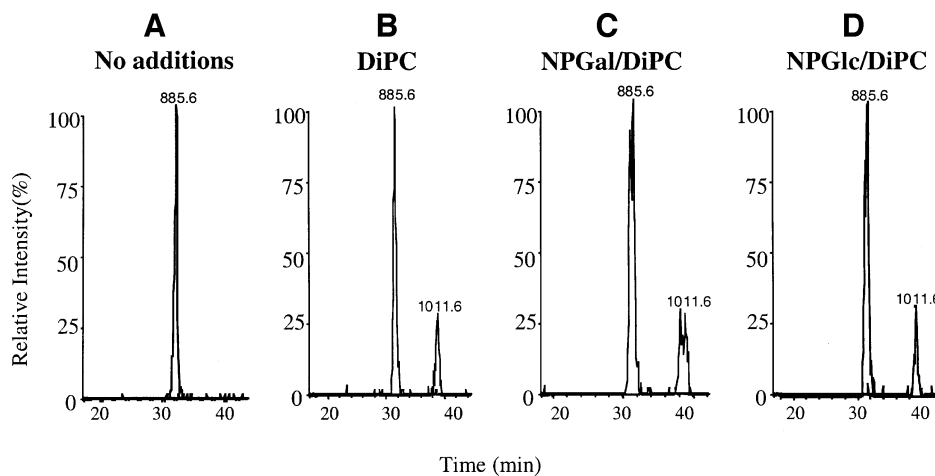 A B C D
No additions DiPC NPGal/DiPC NPGlc/DiPC
885.6 885.6 885.6 885.6
100 100 100 100
75 75 75 75
50 50 50 50
1011.6 1011.6 1011.6
25 25 25 25
0 0 0 0
20 30 40 20 30 40 20 30 40 20 30 40
Relative Intensity(%)
Time (min)